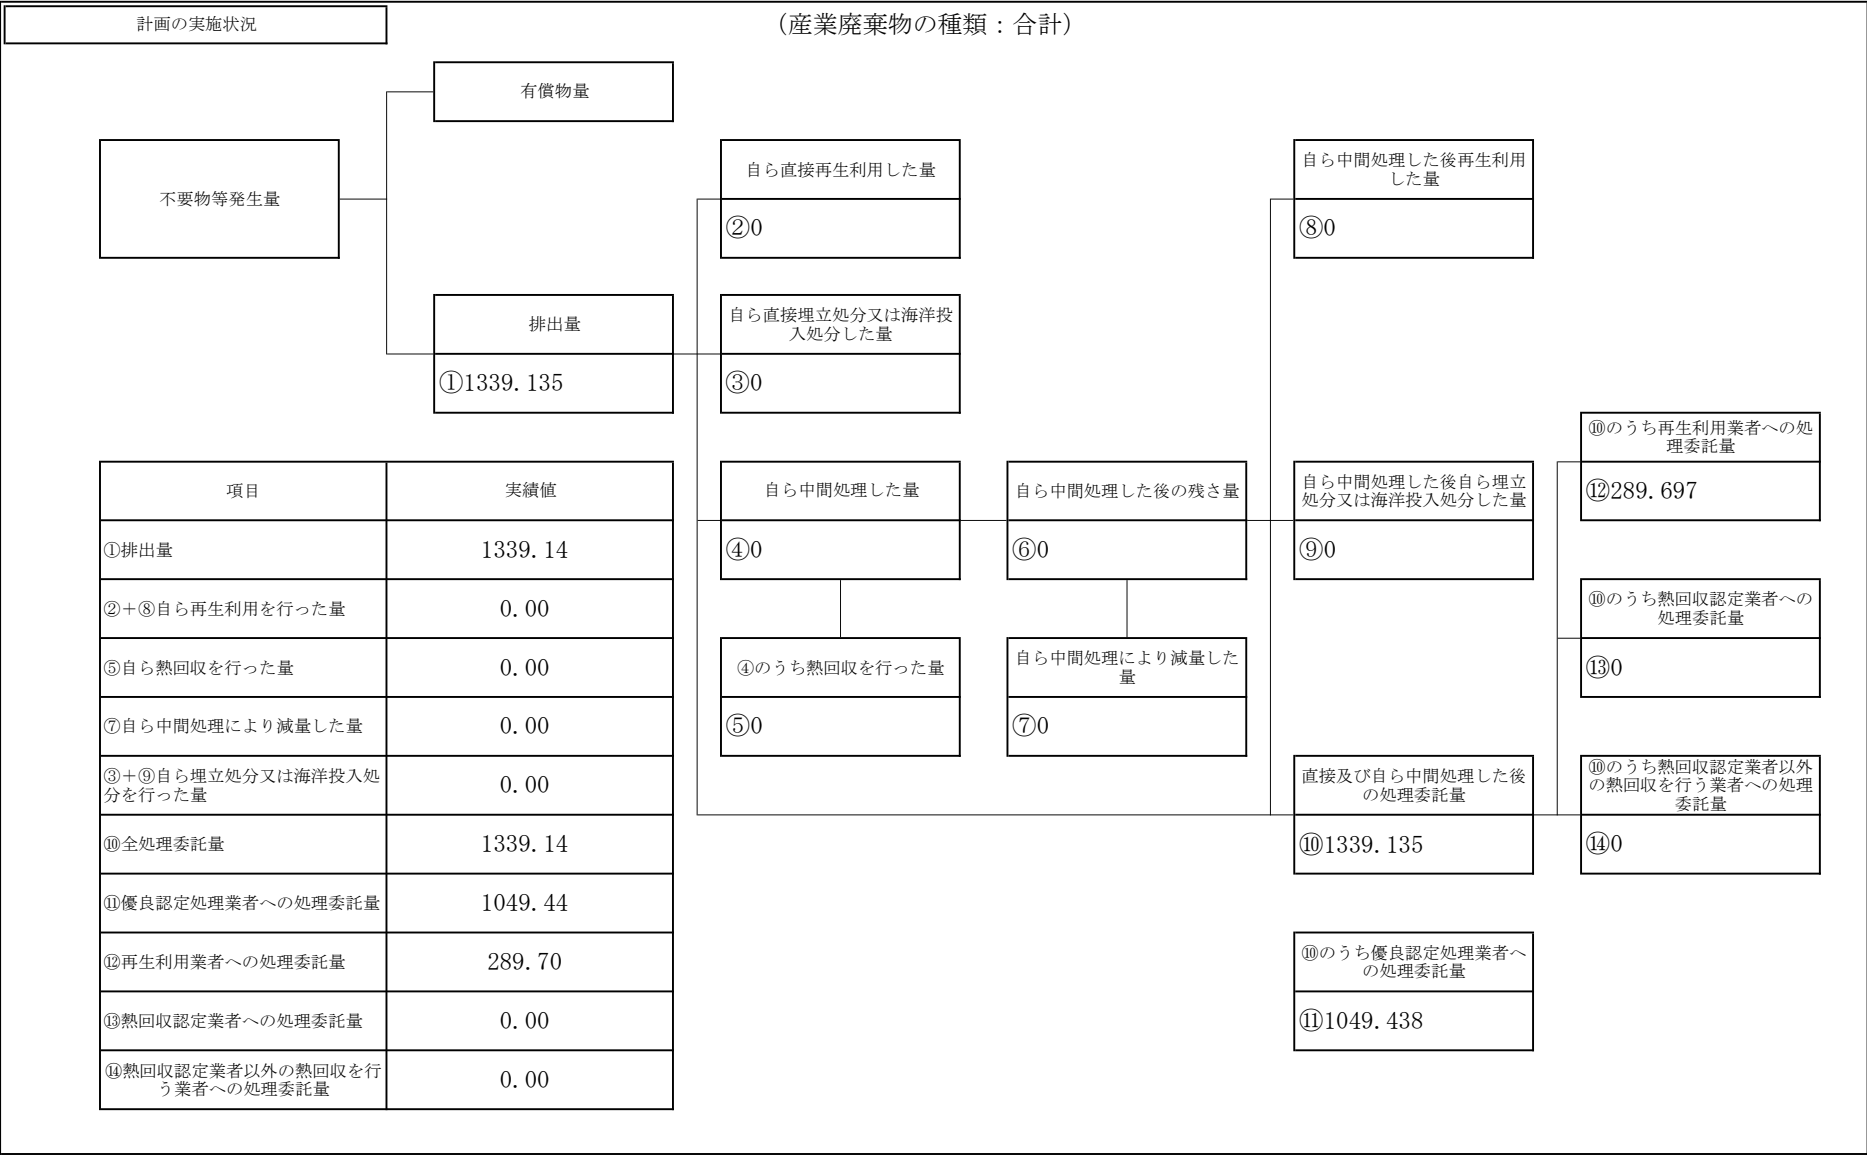 計画の実施状況
（産業廃棄物の種類：合計）
有償物量
不要物等発生量
自ら直接再生利用した量
②0
自ら中間処理した後再生利用
した量
⑧0
排出量
①1339.135
自ら直接埋立処分又は海洋投
入処分した量
③0
⑩のうち再生利用業者への処
理委託量
⑫289.697
自ら中間処理した量
④0
自ら中間処理した後の残さ量
⑥0
自ら中間処理した後自ら埋立
処分又は海洋投入処分した量
⑨0
⑩のうち熱回収認定業者への
処理委託量
⑬0
④のうち熱回収を行った量
⑤0
自ら中間処理により減量した
量
⑦0
直接及び自ら中間処理した後
の処理委託量
⑩1339.135
⑩のうち熱回収認定業者以外
の熱回収を行う業者への処理
委託量
⑭0
⑩のうち優良認定処理業者へ
の処理委託量
⑪1049.438
項目 実績値
①排出量 1339.14
②＋⑧自ら再生利用を行った量 0.00
⑤自ら熱回収を行った量 0.00
⑦自ら中間処理により減量した量 0.00
③＋⑨自ら埋立処分又は海洋投入処
分を行った量 0.00
⑩全処理委託量 1339.14
⑪優良認定処理業者への処理委託量 1049.44
⑫再生利用業者への処理委託量 289.70
⑬熱回収認定業者への処理委託量 0.00
⑭熱回収認定業者以外の熱回収を行
う業者への処理委託量 0.00